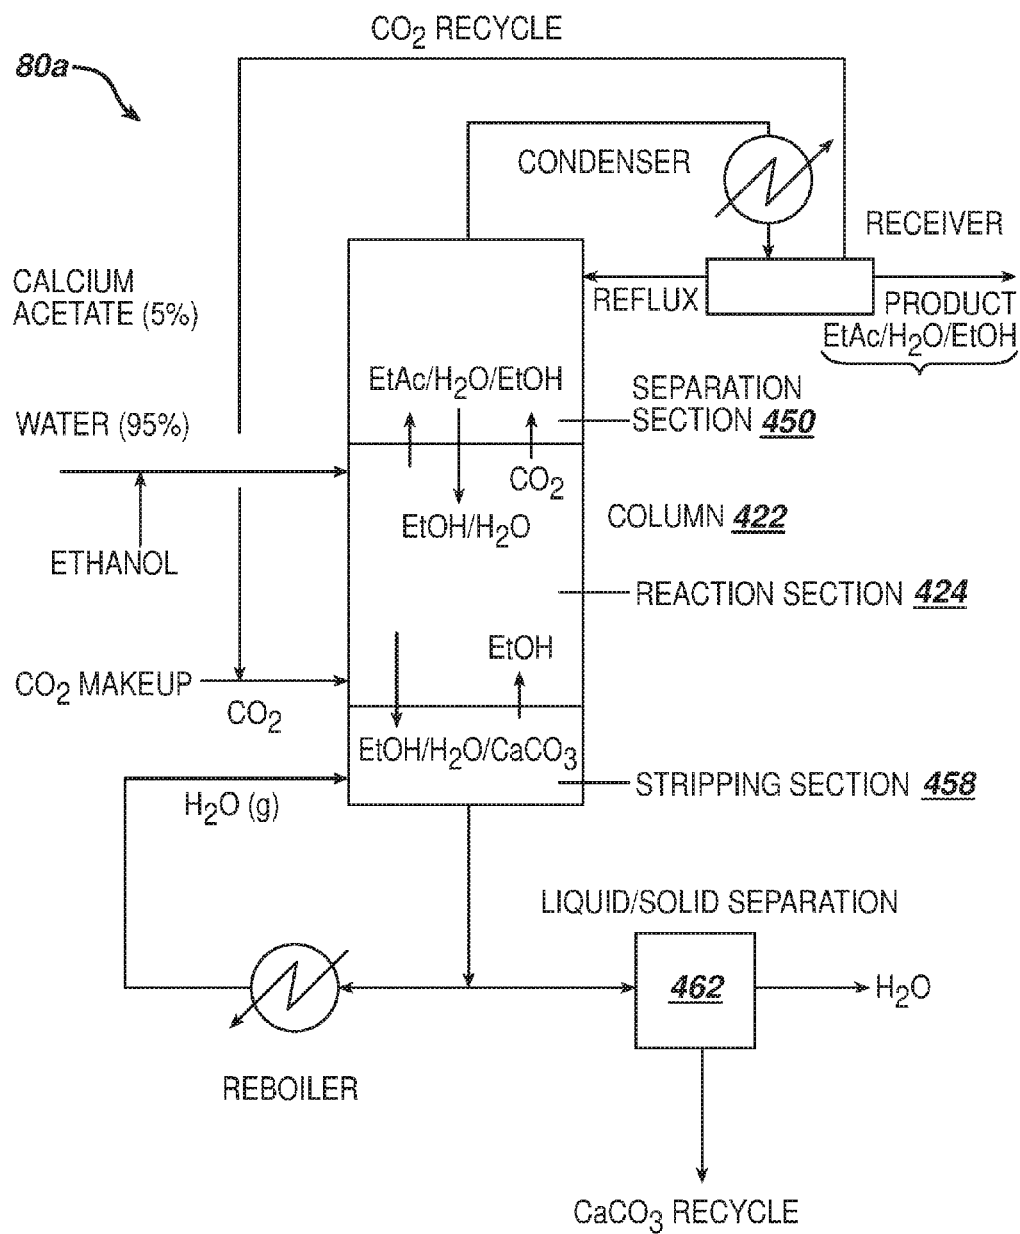 CO2 RECYCLE
80a
CONDENSER
RECEIVER
CALCIUM
ACETATE (5%)
REFLUX
PRODUCT
EtAc/H2O/EtOH
EtAc/H2O/EtOH
SEPARATION
SECTION 450
WATER (95%)
CO2
EtOH/H2O
COLUMN 422
ETHANOL
REACTION SECTION 424
EtOH
CO2 MAKEUP
CO2
EtOH/H2O/CaCO3
STRIPPING SECTION 458
H2O (g)
LIQUID/SOLID SEPARATION
462
H2O
REBOILER
CaCO3 RECYCLE